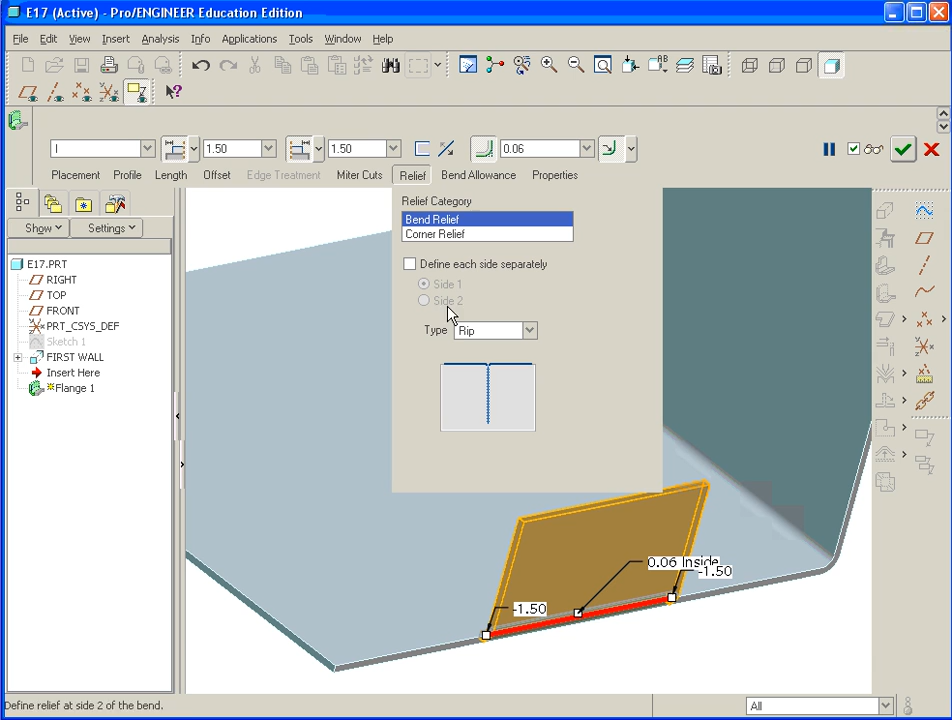 E17 (Active) - Pro/ENGINEER Education Edition
File Edit View Insert Analysis Info Applications Tools Window Help
I 1.50 1.50 0.06
Placement Profile Length Offset Edge Treatment Miter Cuts Relief Bend Allowance Properties
Show Settings
E17.PRT
RIGHT
TOP
FRONT
PRT_CSYS_DEF
Sketch 1
FIRST WALL
Insert Here
Flange 1
Relief Category
Bend Relief
Corner Relief
Define each side separately
Side 1
Side 2
Type Rip
0.06 Inside
-1.50
-1.50
Define relief at side 2 of the bend.
All